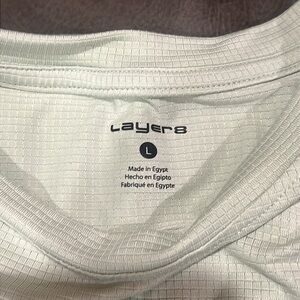 Layer8
L
Made in Egypt
Hecho en Egipto
Fabriqué en Egypte